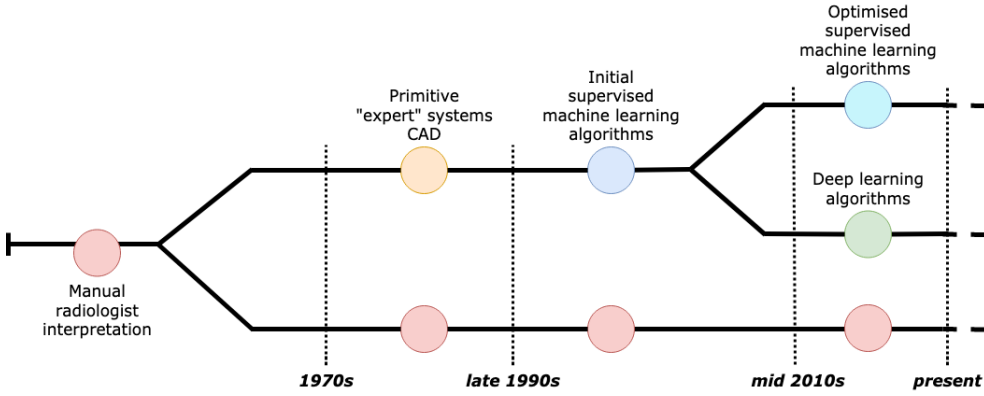 Optimised
supervised
machine learning
algorithms
Initial
supervised
machine learning
algorithms
Primitive
"expert" systems
CAD
Deep learning
algorithms
Manual
radiologist
interpretation
1970s
late 1990s
mid 2010s
present